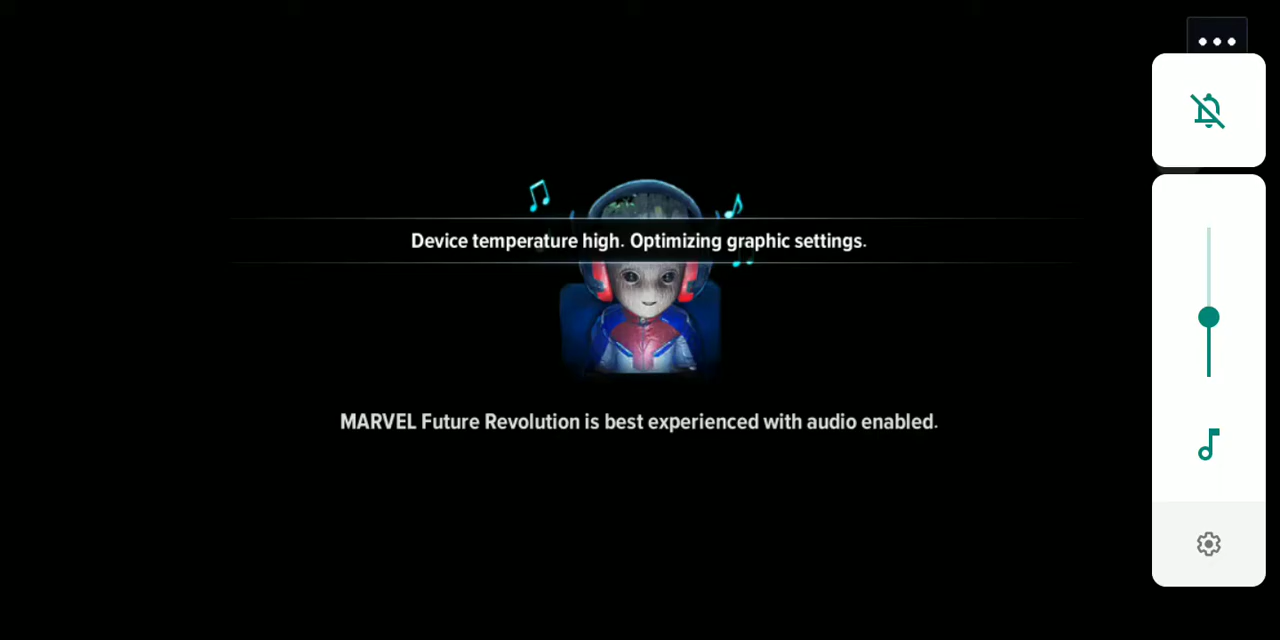 Device temperature high. Optimizing graphic settings.
MARVEL Future Revolution is best experienced with audio enabled.